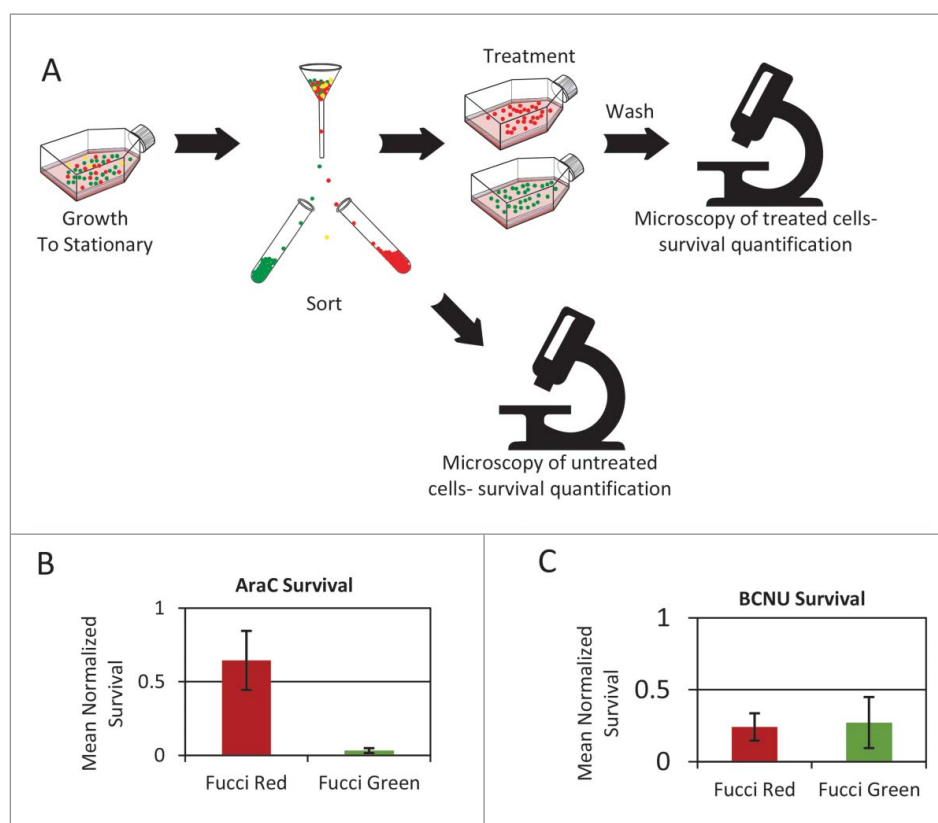 A
Growth
To Stationary
Sort
Treatment
Wash
Microscopy of treated cells-
survival quantification
Microscopy of untreated
cells- survival quantification
B
AraC Survival
Mean Normalized
Survival
1
0.5
0
Fucci Red
Fucci Green
C
BCNU Survival
Mean Normalized
Survival
1
0.5
0
Fucci Red
Fucci Green